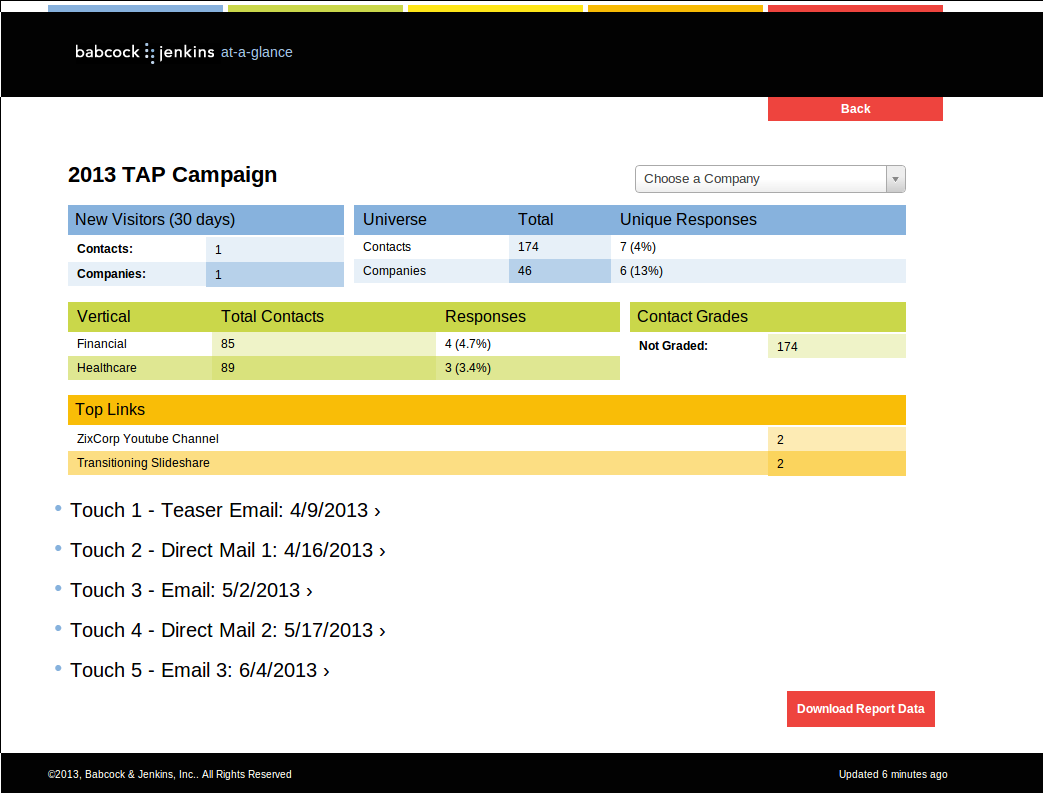 babcock jenkins at-a-glance
Back
2013 TAP Campaign
Choose a Company
New Visitors (30 days)
Contacts: 1
Companies: 1
Universe Total Unique Responses
Contacts 174 7 (4%)
Companies 46 6 (13%)
Vertical Total Contacts Responses
Financial 85 4 (4.7%)
Healthcare 89 3 (3.4%)
Contact Grades
Not Graded: 174
Top Links
ZixCorp Youtube Channel 2
Transitioning Slideshare 2
• Touch 1 - Teaser Email: 4/9/2013 ›
• Touch 2 - Direct Mail 1: 4/16/2013 ›
• Touch 3 - Email: 5/2/2013 ›
• Touch 4 - Direct Mail 2: 5/17/2013 ›
• Touch 5 - Email 3: 6/4/2013 ›
Download Report Data
©2013, Babcock & Jenkins, Inc.. All Rights Reserved
Updated 6 minutes ago